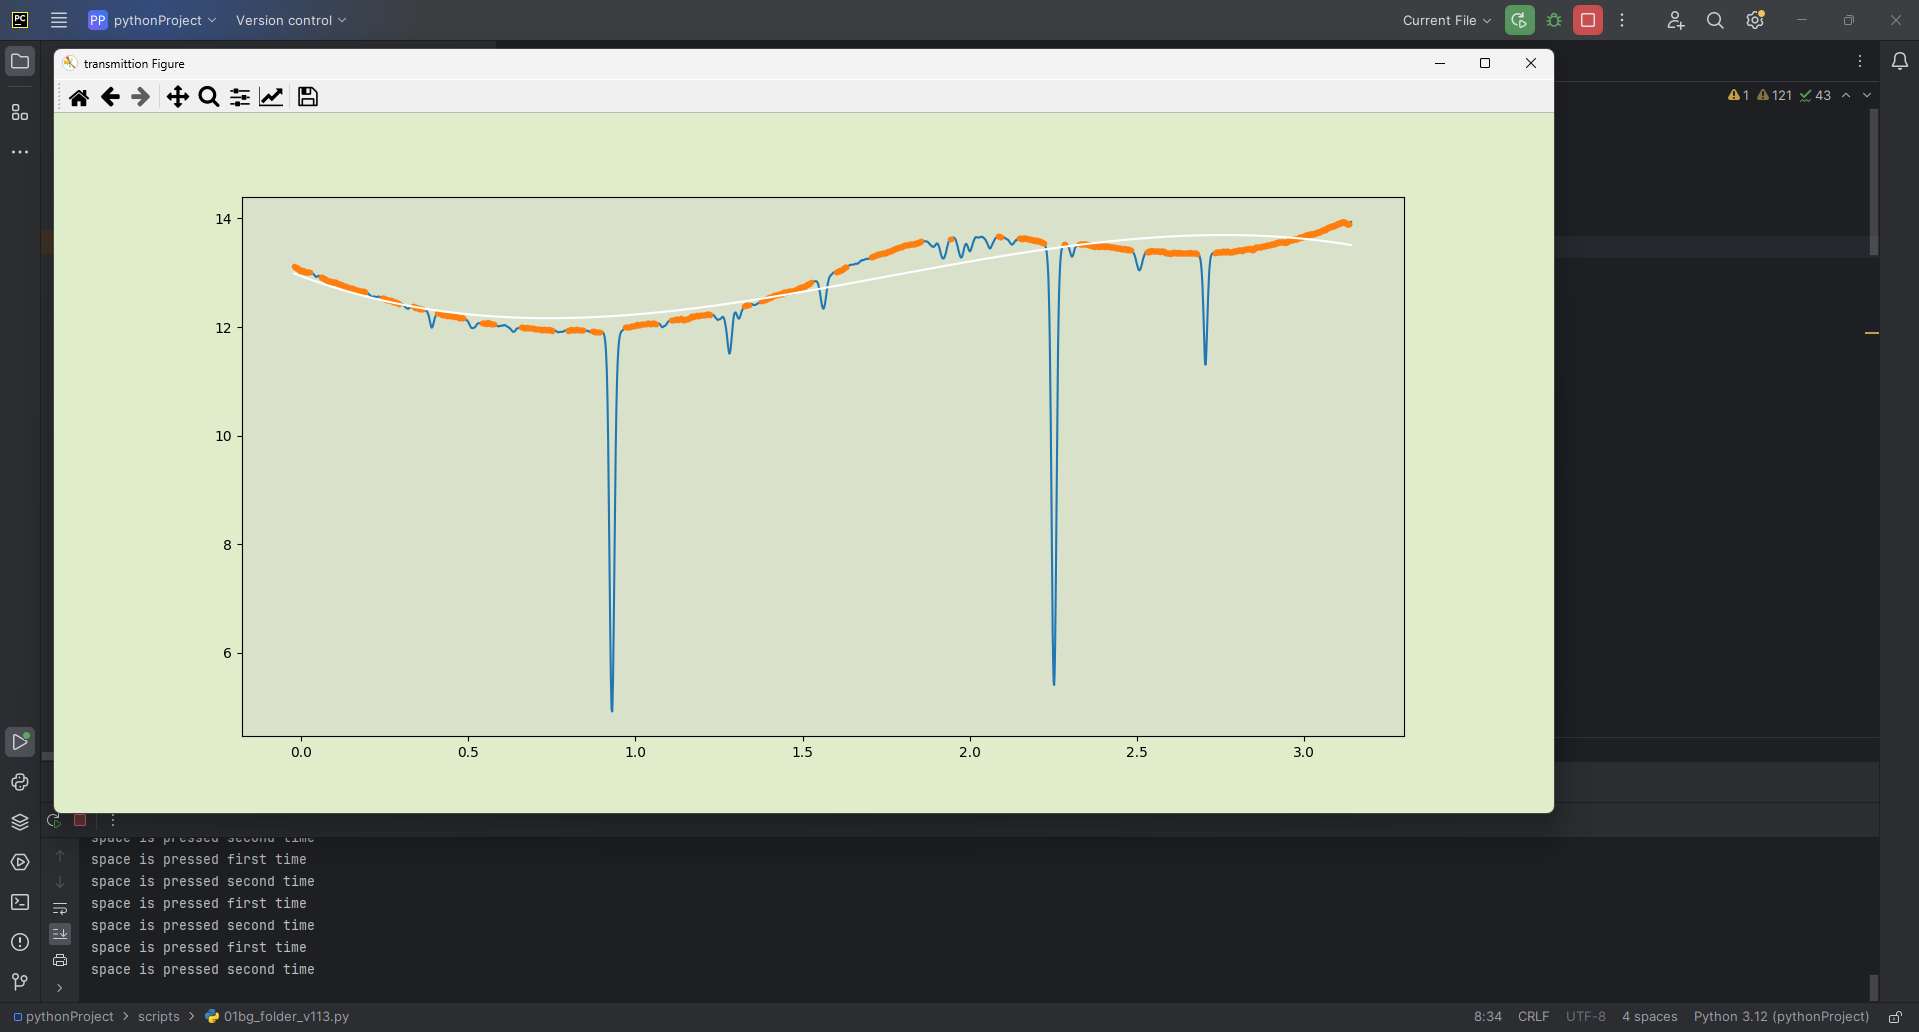 PC
PP pythonProject
Version control
Current File
transmittion Figure
1 121 43
14
12
10
8
6
0.0 0.5 1.0 1.5 2.0 2.5 3.0
space is pressed second time
space is pressed first time
space is pressed second time
space is pressed first time
space is pressed second time
space is pressed first time
space is pressed second time
pythonProject > scripts > 01bg_folder_v113.py
8:34 CRLF UTF-8 4 spaces Python 3.12 (pythonProject)